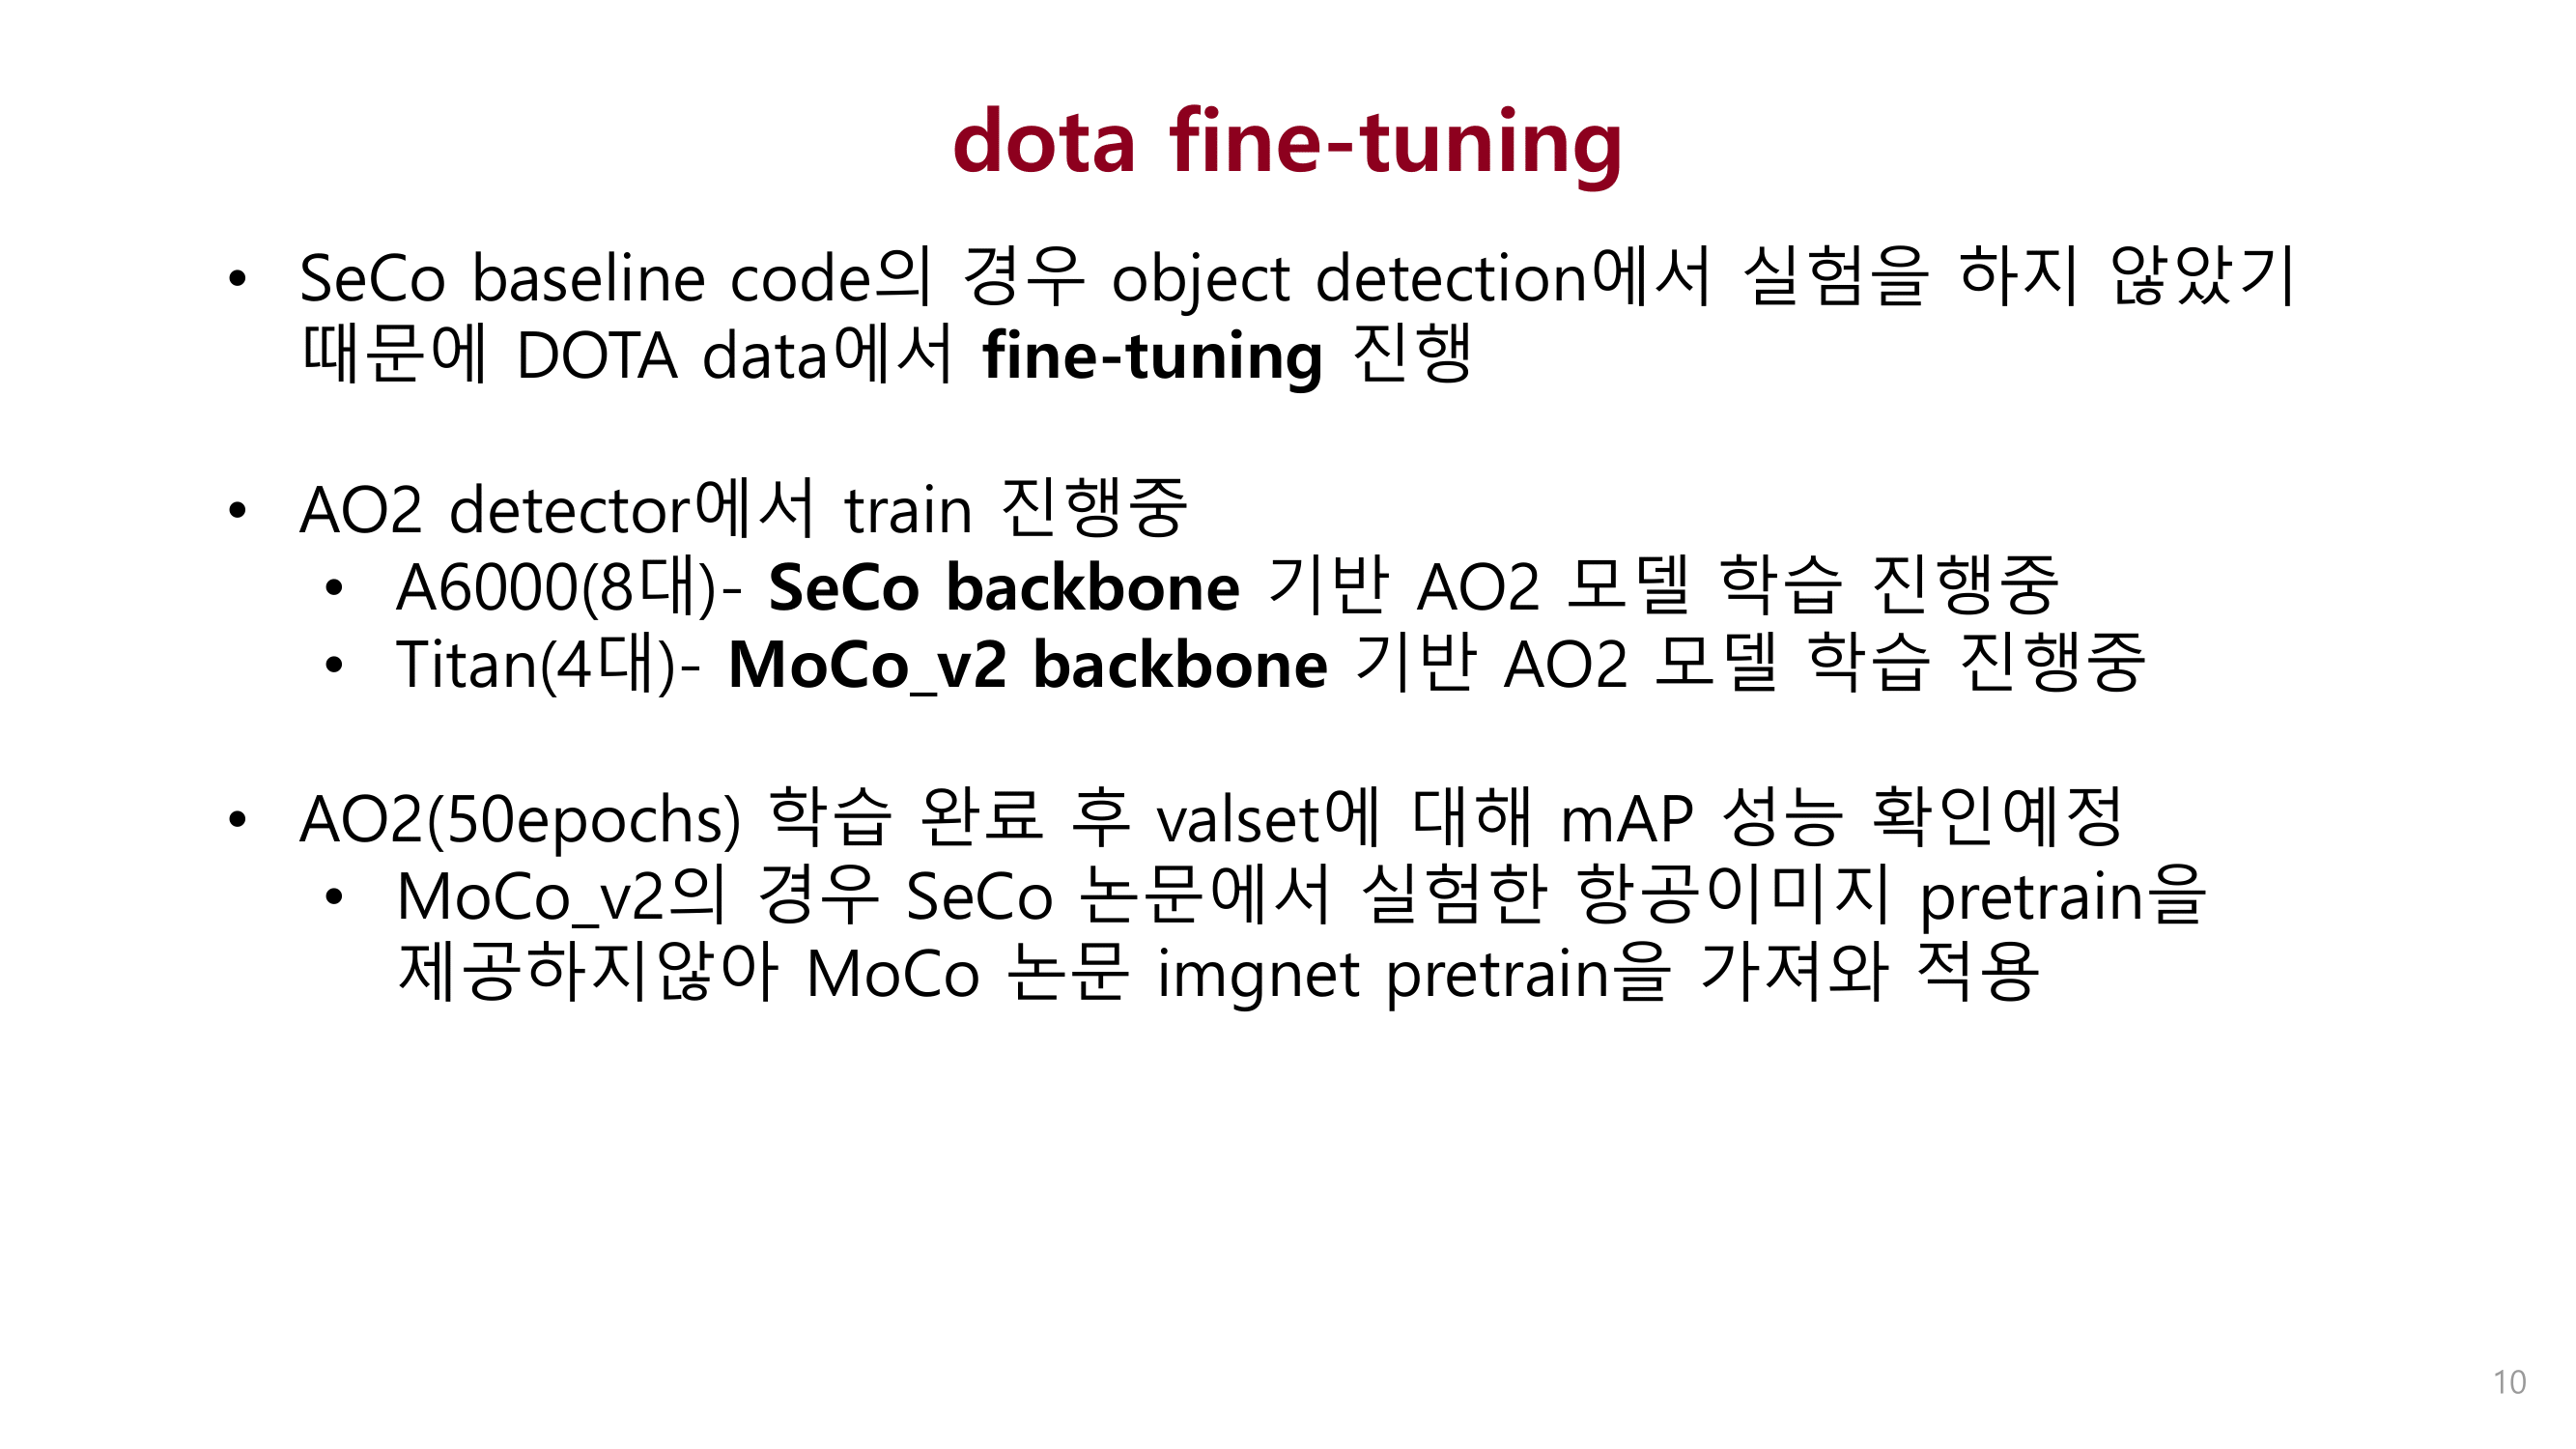 dota fine-tuning
• SeCo baseline code의 경우 object detection에서 실험을 하지 않았기
때문에 DOTA data에서 fine-tuning 진행
• AO2 detector에서 train 진행중
• A6000(8대)- SeCo backbone 기반 AO2 모델 학습 진행중
• Titan(4대)- MoCo_v2 backbone 기반 AO2 모델 학습 진행중
• AO2(50epochs) 학습 완료 후 valset에 대해 mAP 성능 확인예정
• MoCo_v2의 경우 SeCo 논문에서 실험한 항공이미지 pretrain을
제공하지않아 MoCo 논문 imgnet pretrain을 가져와 적용
10